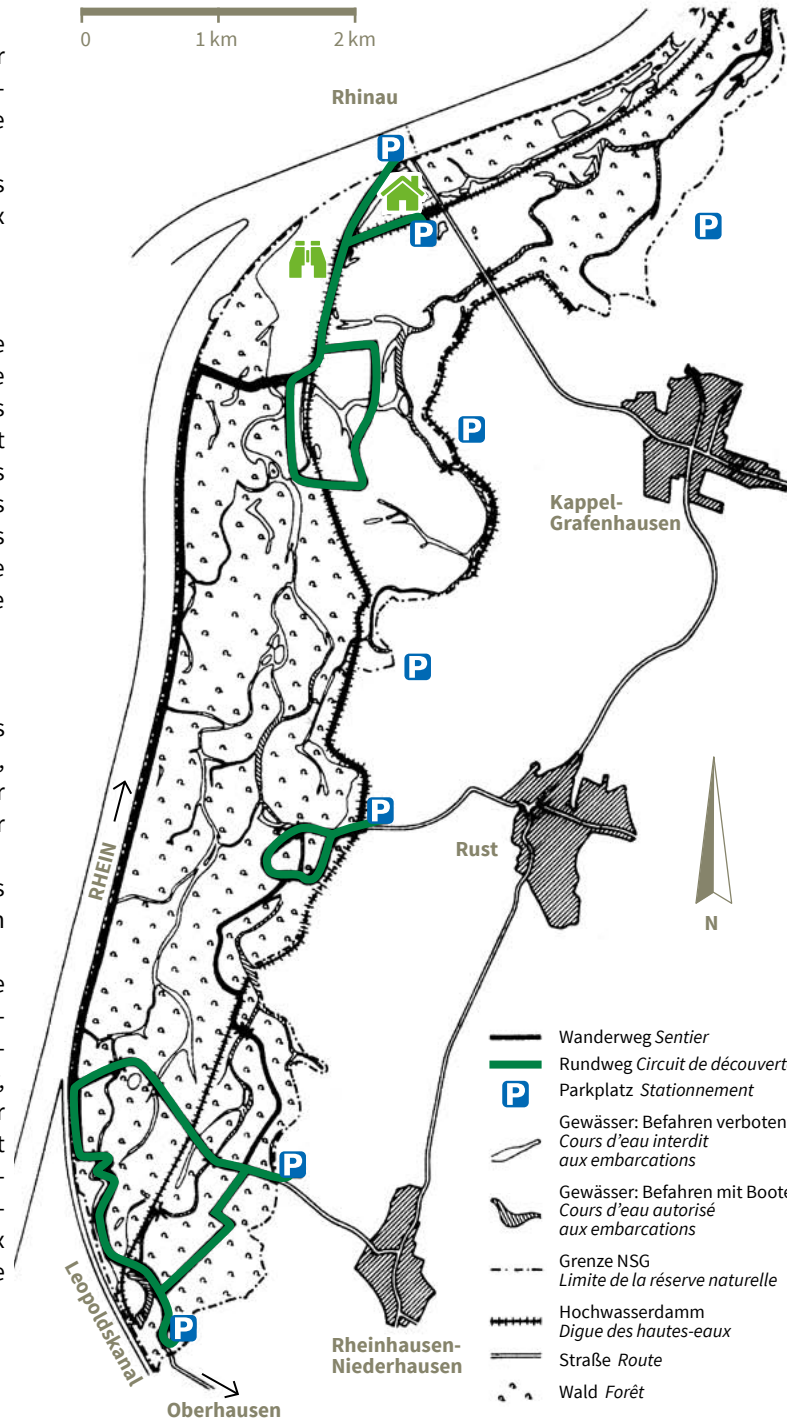 0 1 km 2 km
Rhinau
P
P
P
P
Kappel-
Grafenhausen
P
P
Rust
RHEIN
N
P
P
Leopoldskanal
Rheinhausen-
Niederhausen
Oberhausen
Wanderweg Sentier
Rundweg Circuit de découvert
P Parkplatz Stationnement
Gewässer: Befahren verboten
Cours d'eau interdit
aux embarcations
Gewässer: Befahren mit Boote
Cours d'eau autorisé
aux embarcations
Grenze NSG
Limite de la réserve naturelle
Hochwasserdamm
Digue des hautes-eaux
Straße Route
Wald Forêt